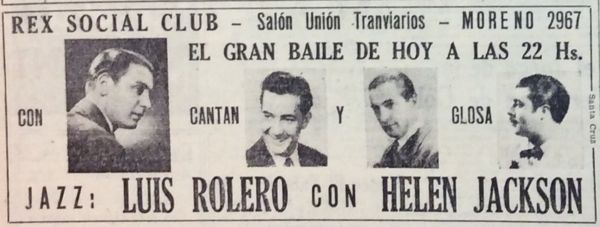 REX SOCIAL CLUB - Salón Unión Tranviarios - MORENO 2967
EL GRAN BAILE DE HOY A LAS 22 Hs.
CON CANTAN Y GLOSA
Santa Cruz
JAZZ: LUIS ROLERO CON HELEN JACKSON